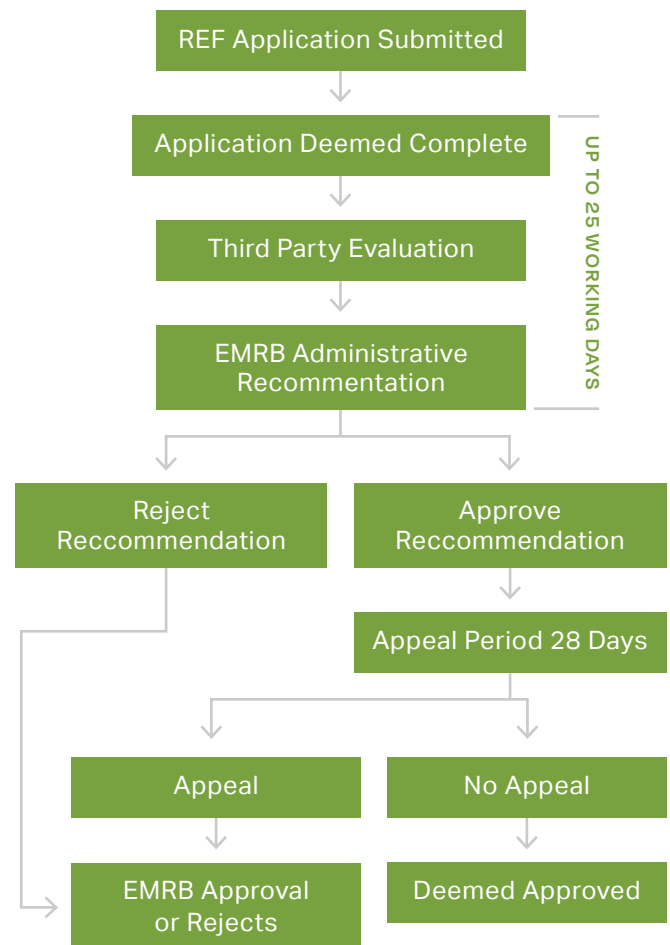 REF Application Submitted
Application Deemed Complete
UP TO 25 WORKING DAYS
Third Party Evaluation
EMRB Administrative
Recommentation
Reject
Reccommendation
Approve
Reccommendation
Appeal Period 28 Days
Appeal
No Appeal
EMRB Approval
or Rejects
Deemed Approved